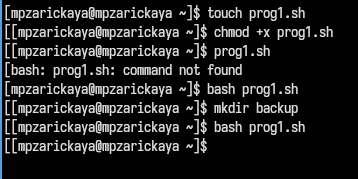 [mpzarickaya@mpzarickaya ~]$ touch prog1.sh
[[mpzarickaya@mpzarickaya ~]$ chmod +x prog1.sh
[[mpzarickaya@mpzarickaya ~]$ prog1.sh
[bash: prog1.sh: command not found
[mpzarickaya@mpzarickaya ~]$ bash prog1.sh
[[mpzarickaya@mpzarickaya ~]$ mkdir backup
[[mpzarickaya@mpzarickaya ~]$ bash prog1.sh
[[mpzarickaya@mpzarickaya ~]$